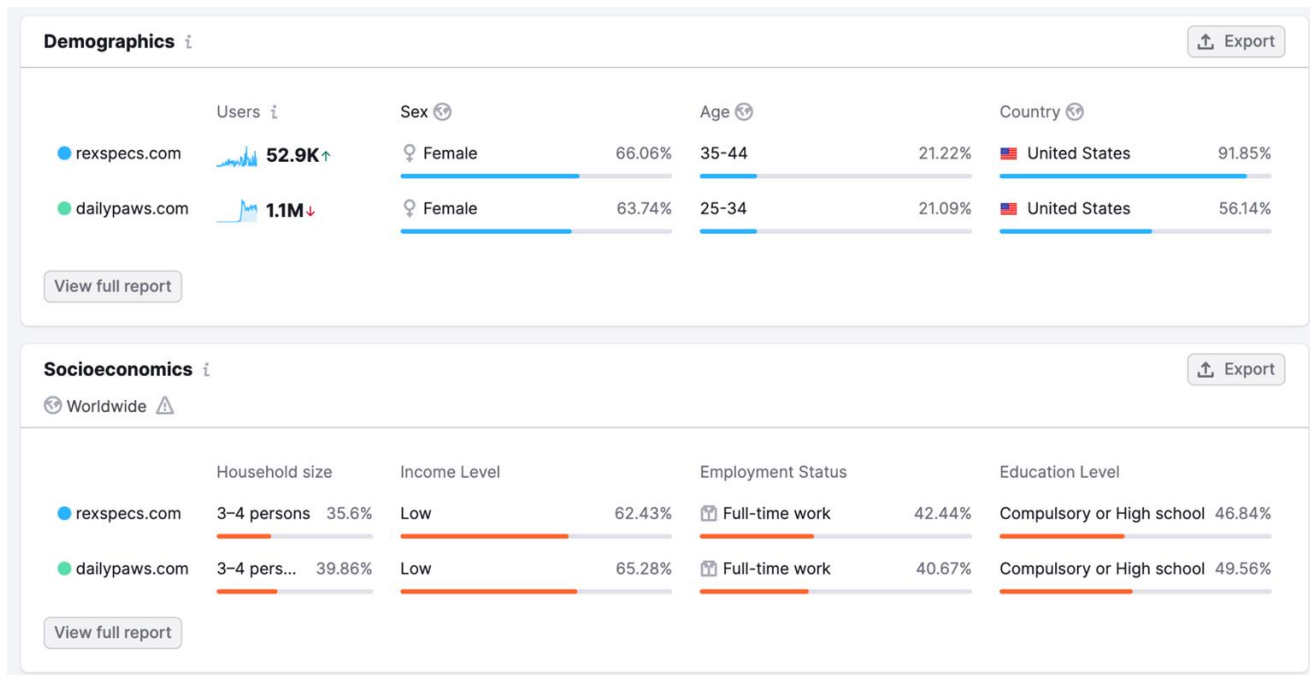 Demographics i
Export
Users i Sex Age Country
rexspecs.com 52.9K↑ Female 66.06% 35-44 21.22% United States 91.85%
dailypaws.com 1.1M↓ Female 63.74% 25-34 21.09% United States 56.14%
View full report
Socioeconomics i
Export
Worldwide
Household size Income Level Employment Status Education Level
rexspecs.com 3–4 persons 35.6% Low 62.43% Full-time work 42.44% Compulsory or High school 46.84%
dailypaws.com 3–4 pers... 39.86% Low 65.28% Full-time work 40.67% Compulsory or High school 49.56%
View full report